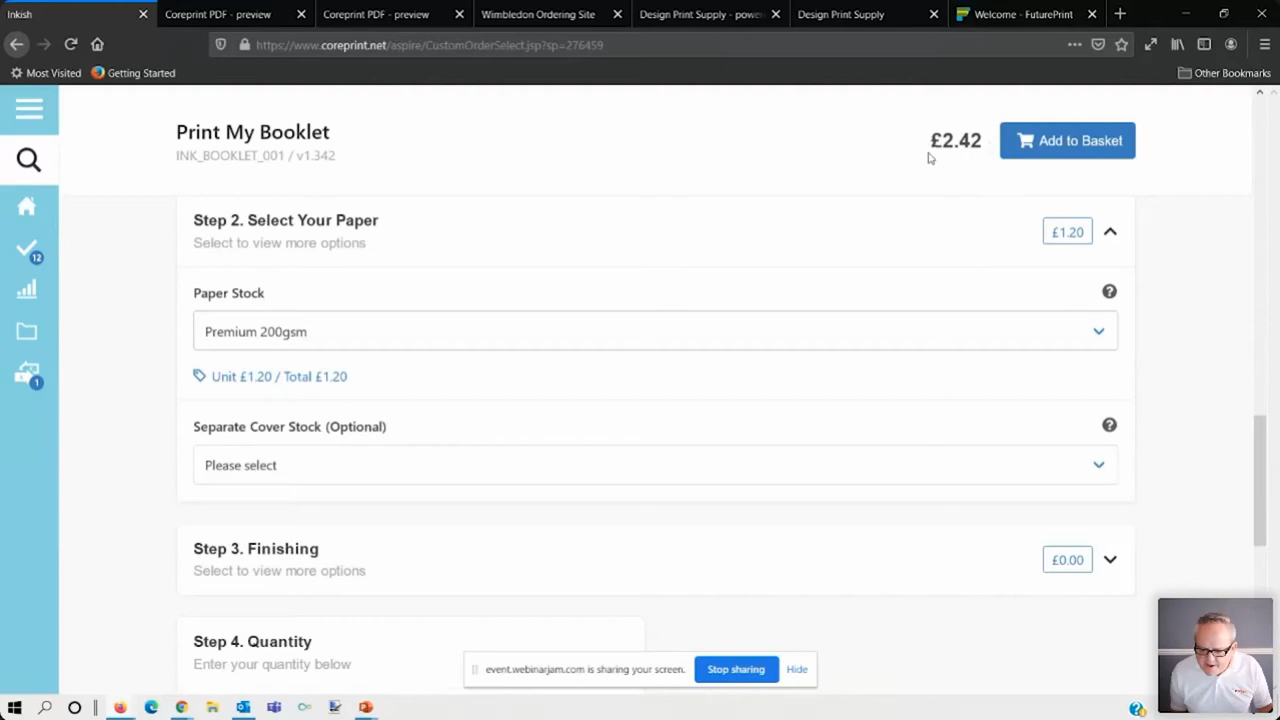 Inkish
Coreprint PDF - preview
Coreprint PDF - preview
Wimbledon Ordering Site
Design Print Supply - powe
Design Print Supply
Welcome - FuturePrint
https://www.coreprint.net/aspire/CustomOrderSelect.jsp?sp=276459
Most Visited
Getting Started
Other Bookmarks
Print My Booklet
INK_BOOKLET_001 / v1.342
£2.42
Add to Basket
Step 2. Select Your Paper
Select to view more options
£1.20
Paper Stock
Premium 200gsm
Unit £1.20 / Total £1.20
Separate Cover Stock (Optional)
Please select
Step 3. Finishing
Select to view more options
£0.00
Step 4. Quantity
Enter your quantity below
12
1
event.webinarjam.com is sharing your screen.
Stop sharing
Hide